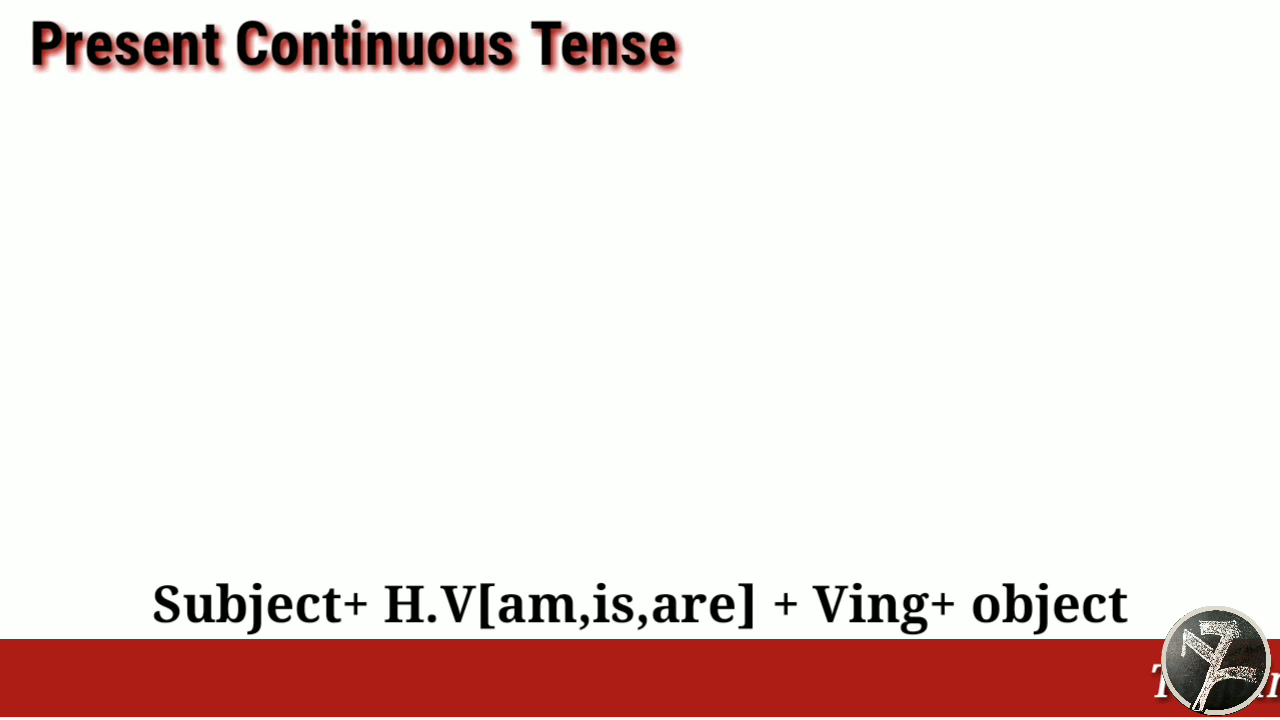 Present Continuous Tense
Subject+ H.V[am,is,are] + Ving+ object